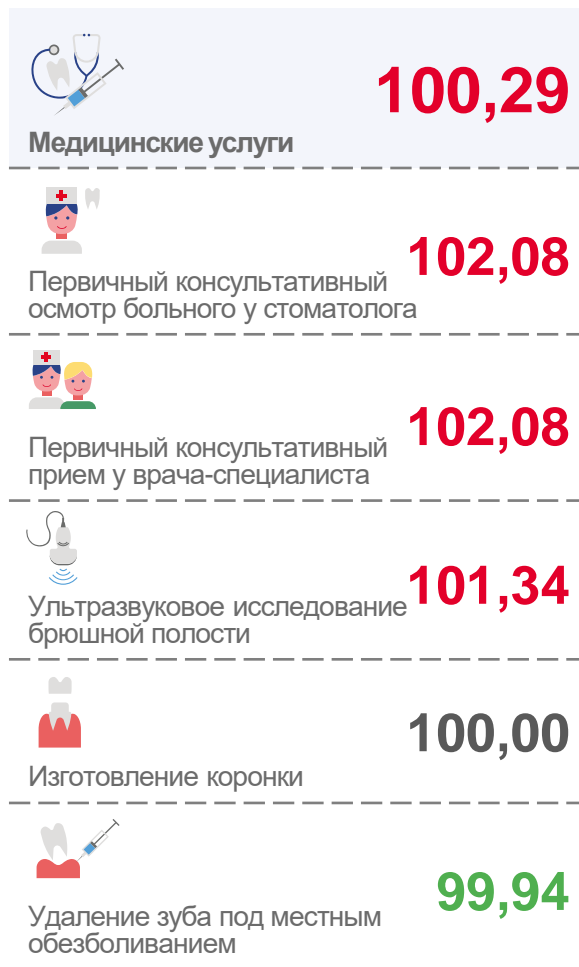 100,29
Медицинские услуги
102,08
Первичный консультативный
осмотр больного у стоматолога
102,08
Первичный консультативный
прием у врача-специалиста
101,34
Ультразвуковое исследование
брюшной полости
100,00
Изготовление коронки
99,94
Удаление зуба под местным
обезболиванием